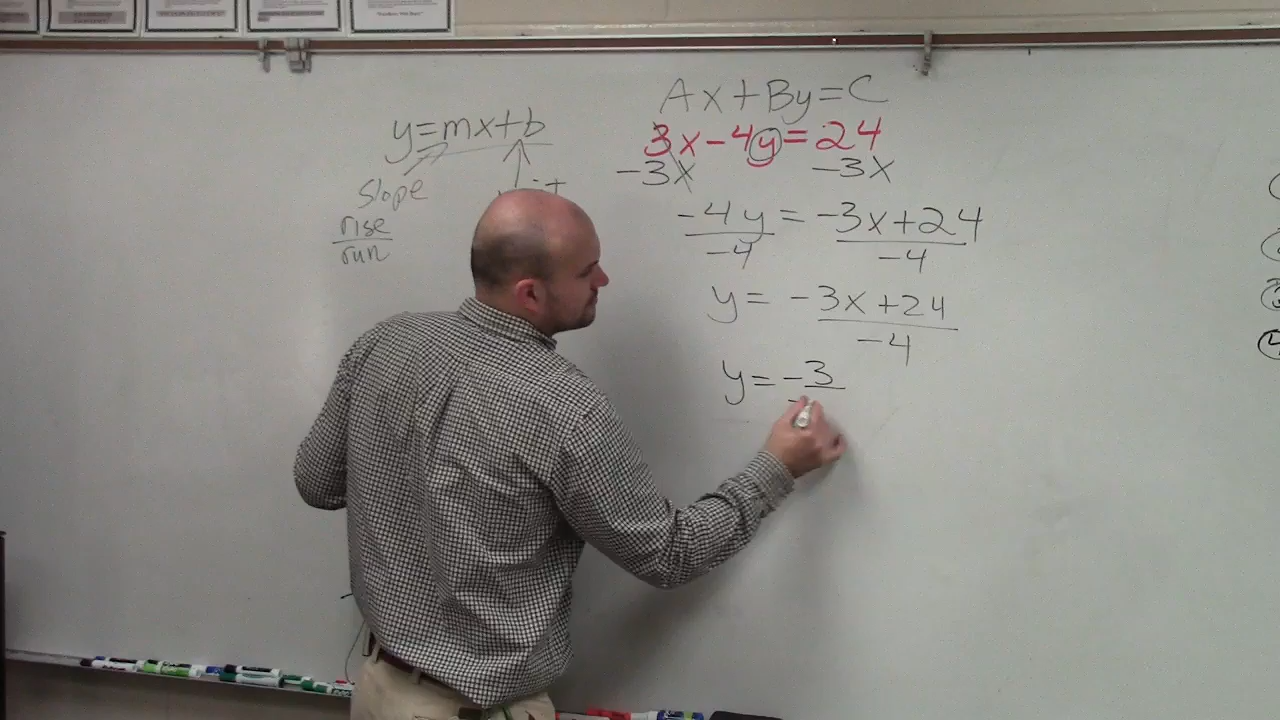 Ax+By=C
y=mx+b
3x-4y=24
-3x -3x
slope
rise
run
-4y = -3x+24
-4 -4
y = -3x+24
-4
y = -3